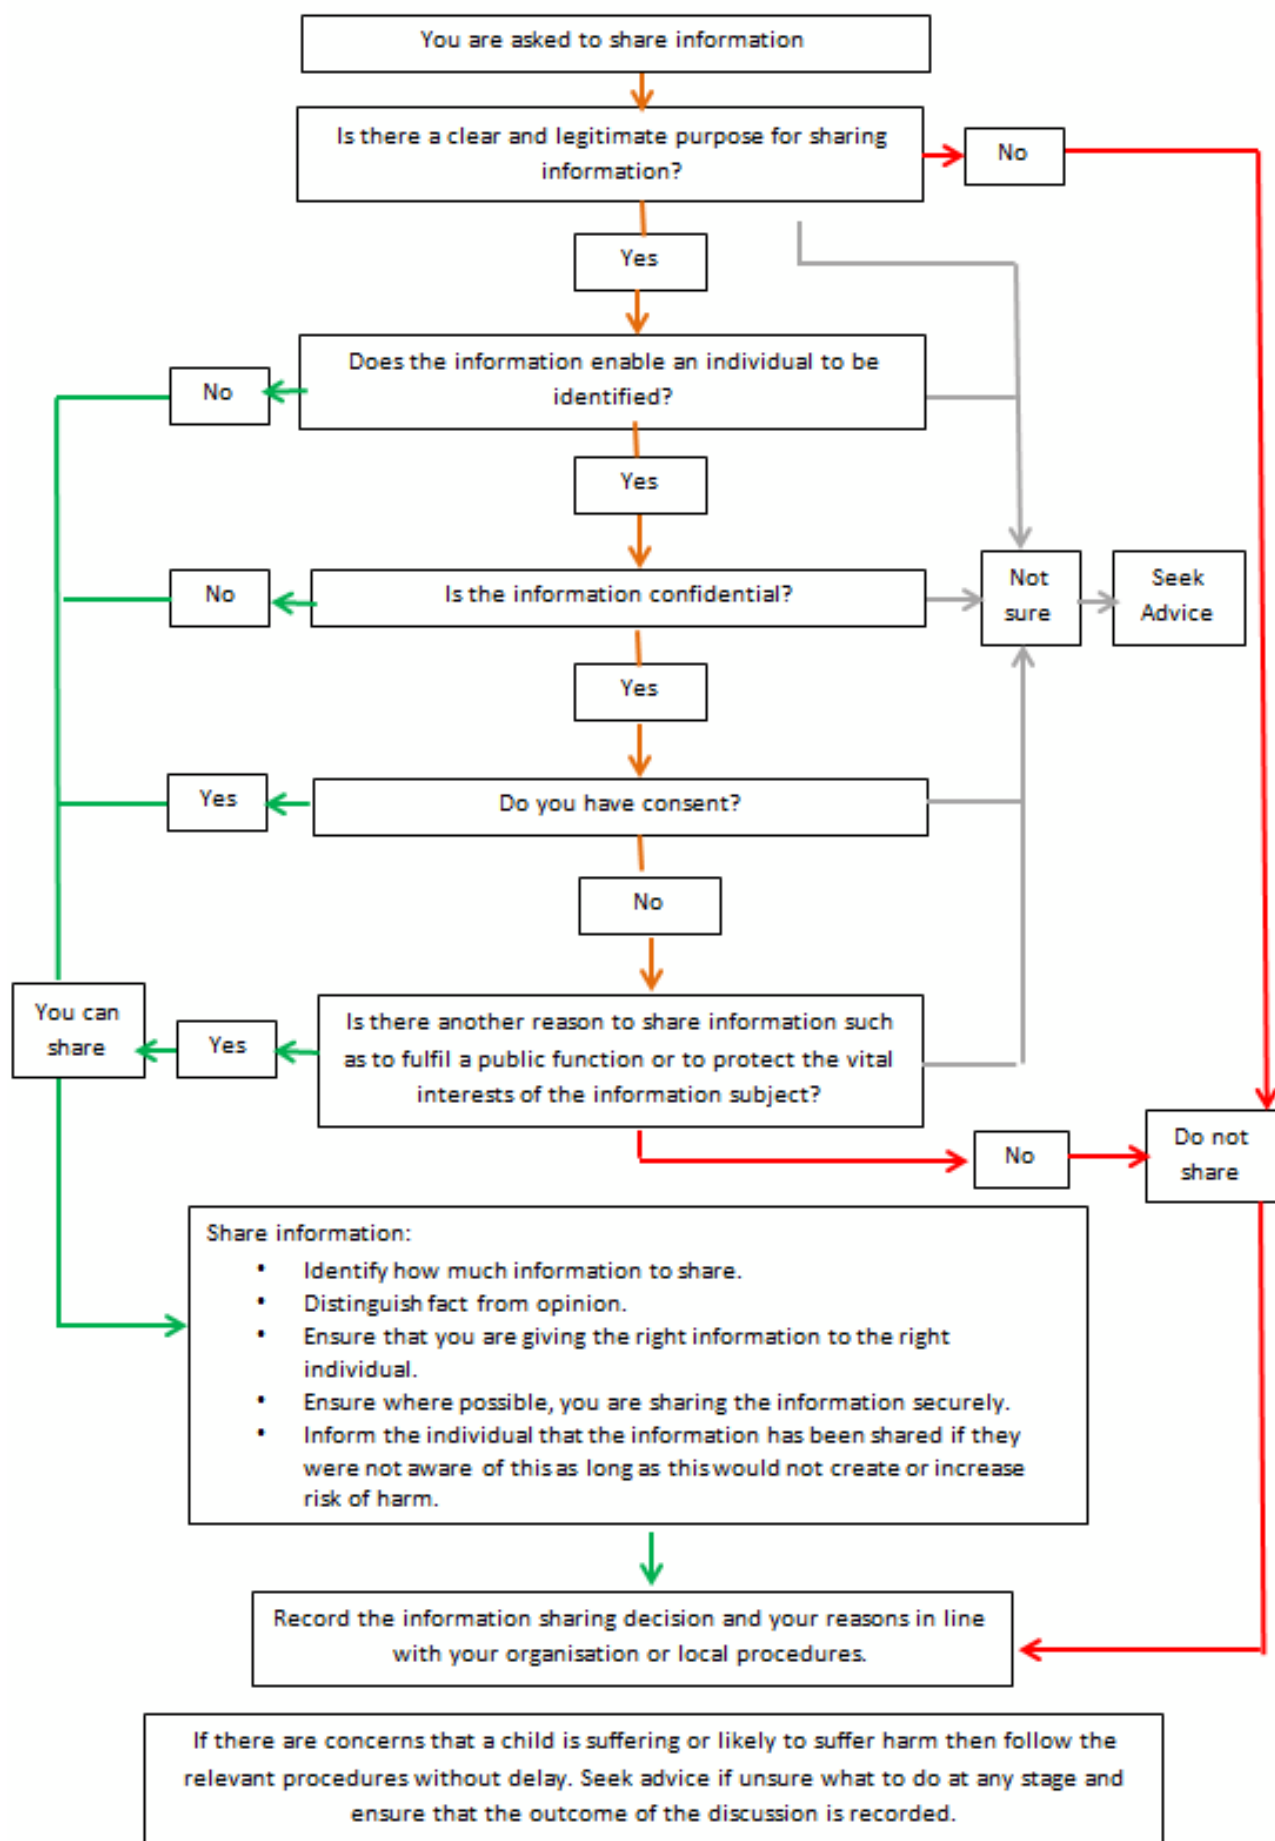 You are asked to share information
Is there a clear and legitimate purpose for sharing
information?
No
Yes
Does the information enable an individual to be
identified?
No
Yes
Is the information confidential?
No
Not
sure
Seek
Advice
Yes
Do you have consent?
Yes
No
Is there another reason to share information such
as to fulfil a public function or to protect the vital
interests of the information subject?
Yes
You can
share
No
Do not
share
Share information:
• Identify how much information to share.
• Distinguish fact from opinion.
• Ensure that you are giving the right information to the right
individual.
• Ensure where possible, you are sharing the information securely.
• Inform the individual that the information has been shared if they
were not aware of this as long as this would not create or increase
risk of harm.
Record the information sharing decision and your reasons in line
with your organisation or local procedures.
If there are concerns that a child is suffering or likely to suffer harm then follow the
relevant procedures without delay. Seek advice if unsure what to do at any stage and
ensure that the outcome of the discussion is recorded.